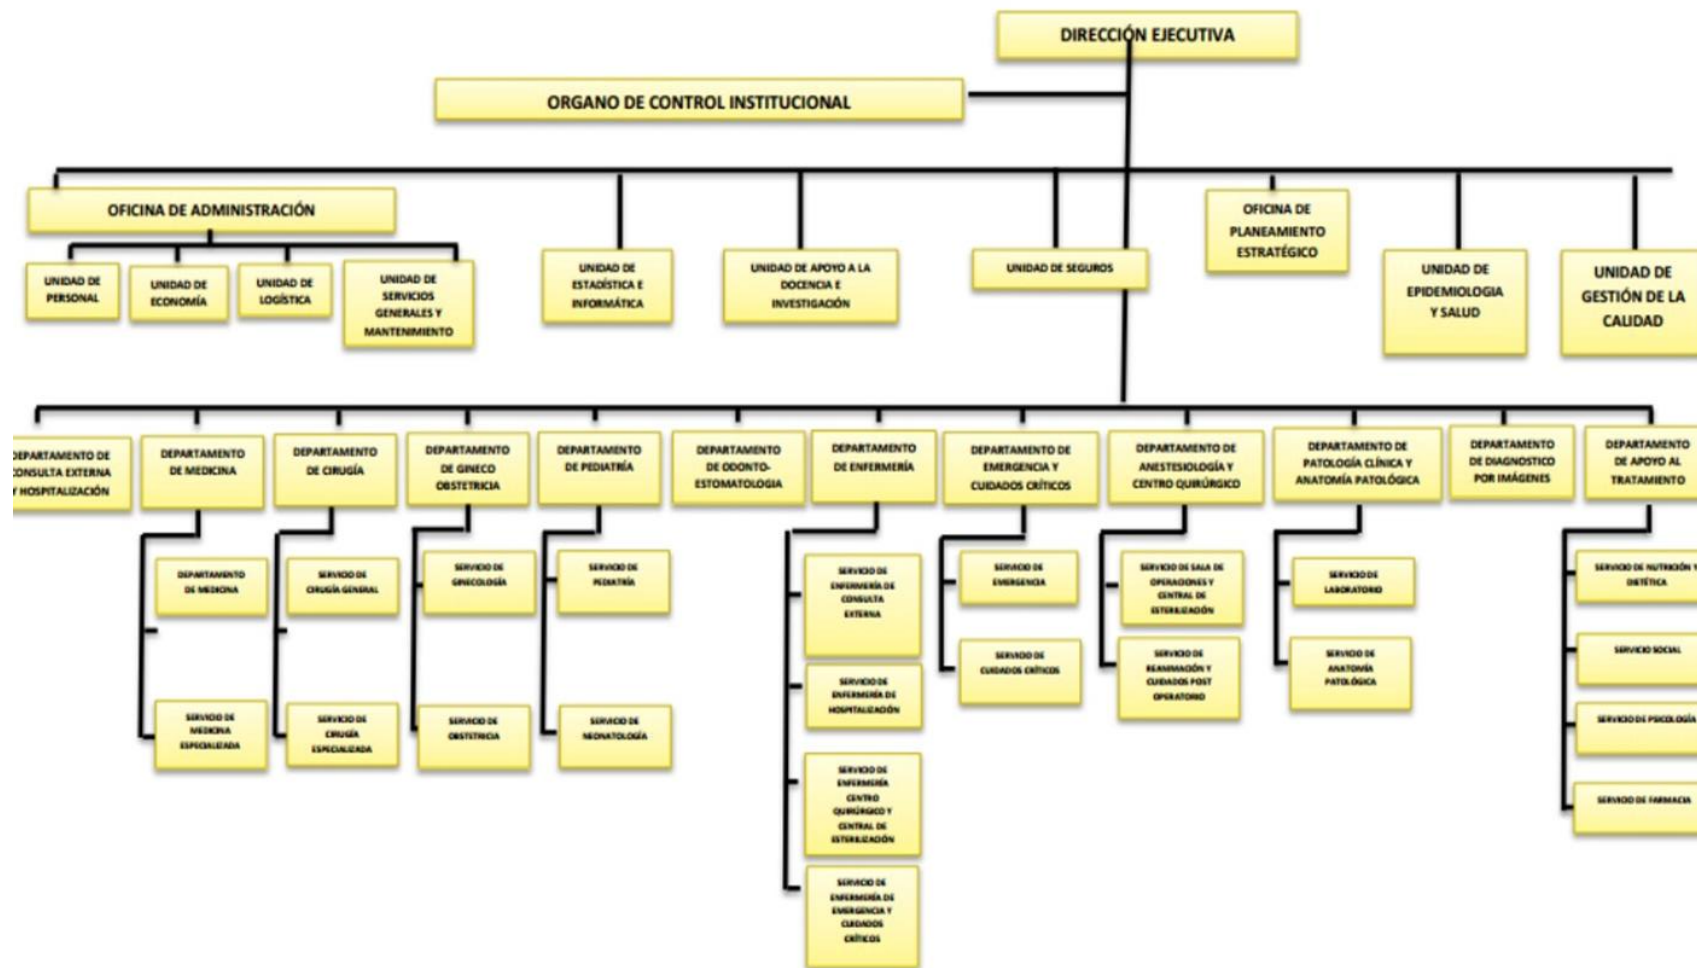 DIRECCIÓN EJECUTIVA
ORGANO DE CONTROL INSTITUCIONAL
OFICINA DE ADMINISTRACIÓN
UNIDAD DE
PERSONAL
UNIDAD DE
ECONOMÍA
UNIDAD DE
LOGÍSTICA
UNIDAD DE
SERVICIOS
GENERALES Y
MANTENIMIENTO
UNIDAD DE
ESTADÍSTICA E
INFORMÁTICA
UNIDAD DE APOYO A LA
DOCENCIA E
INVESTIGACIÓN
UNIDAD DE SEGUROS
OFICINA DE
PLANEAMIENTO
ESTRATÉGICO
UNIDAD DE
EPIDEMIOLOGIA
Y SALUD
UNIDAD DE
GESTIÓN DE LA
CALIDAD
DEPARTAMENTO DE
CONSULTA EXTERNA
Y HOSPITALIZACIÓN
DEPARTAMENTO
DE MEDICINA
DEPARTAMENTO
DE CIRUGÍA
DEPARTAMENTO
DE GINECO
OBSTETRICIA
DEPARTAMENTO
DE PEDIATRÍA
DEPARTAMENTO
DE ODONTO-
ESTOMATOLOGIA
DEPARTAMENTO
DE ENFERMERÍA
DEPARTAMENTO DE
EMERGENCIA Y
CUIDADOS CRÍTICOS
DEPARTAMENTO DE
ANESTESIOLOGÍA Y
CENTRO QUIRÚRGICO
DEPARTAMENTO DE
PATOLOGÍA CLÍNICA Y
ANATOMÍA PATOLÓGICA
DEPARTAMENTO
DE DIAGNOSTICO
POR IMÁGENES
DEPARTAMENTO
DE APOYO AL
TRATAMIENTO
DEPARTAMENTO
DE MEDICINA
SERVICIO DE
MEDICINA
ESPECIALIZADA
SERVICIO DE
CIRUGÍA GENERAL
SERVICIO DE
CIRUGÍA
ESPECIALIZADA
SERVICIO DE
GINECOLOGÍA
SERVICIO DE
OBSTETRICIA
SERVICIO DE
PEDIATRÍA
SERVICIO DE
NEONATOLOGÍA
SERVICIO DE
ENFERMERÍA DE
CONSULTA
EXTERNA
SERVICIO DE
ENFERMERÍA DE
HOSPITALIZACIÓN
SERVICIO DE
ENFERMERÍA
CENTRO
QUIRÚRGICO Y
CENTRAL DE
ESTERILIZACIÓN
SERVICIO DE
ENFERMERÍA DE
EMERGENCIA Y
CUIDADOS
CRÍTICOS
SERVICIO DE
EMERGENCIA
SERVICIO DE
CUIDADOS CRÍTICOS
SERVICIO DE SALA DE
OPERACIONES Y
CENTRAL DE
ESTERILIZACIÓN
SERVICIO DE
REANIMACIÓN Y
CUIDADOS POST
OPERATORIO
SERVICIO DE
LABORATORIO
SERVICIO DE
ANATOMÍA
PATOLÓGICA
SERVICIO DE NUTRICIÓN Y
DIETÉTICA
SERVICIO SOCIAL
SERVICIO DE PSICOLOGÍA
SERVICIO DE FARMACIA